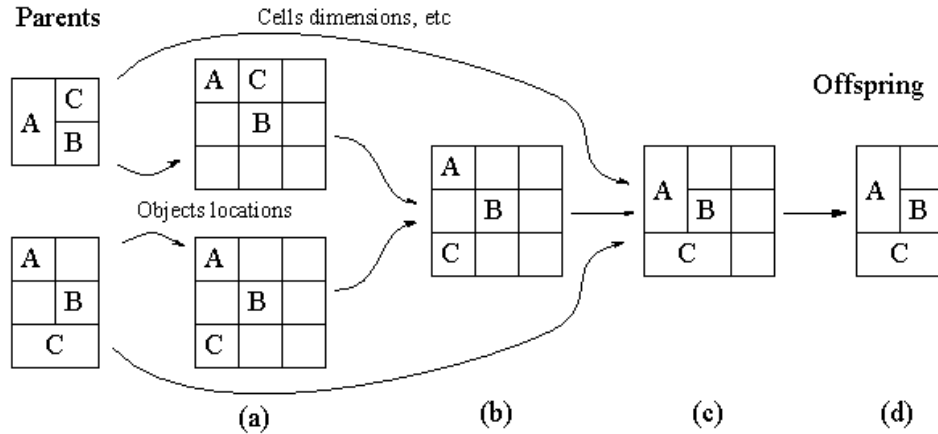 Parents
Cells dimensions, etc
Offspring
A
C
B
A C
B
Objects locations
A
B
C
A
B
C
A
B
C
A
B
C
A
B
C
(a)
(b)
(c)
(d)